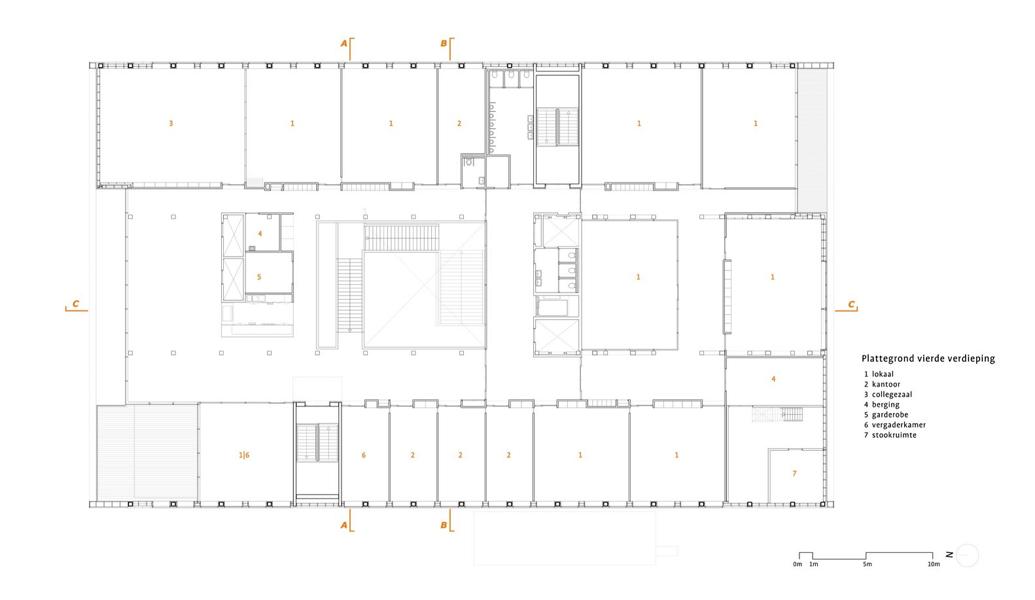 A B
3 1 1 2 1 1
4
5 1 1
C C
Plattegrond vierde verdieping
1 lokaal
2 kantoor
3 collegezaal
4 berging
5 garderobe
6 vergaderkamer
7 stookruimte
4
1|6 6 2 2 2 1 1
7
A B
N
0m 1m 5m 10m